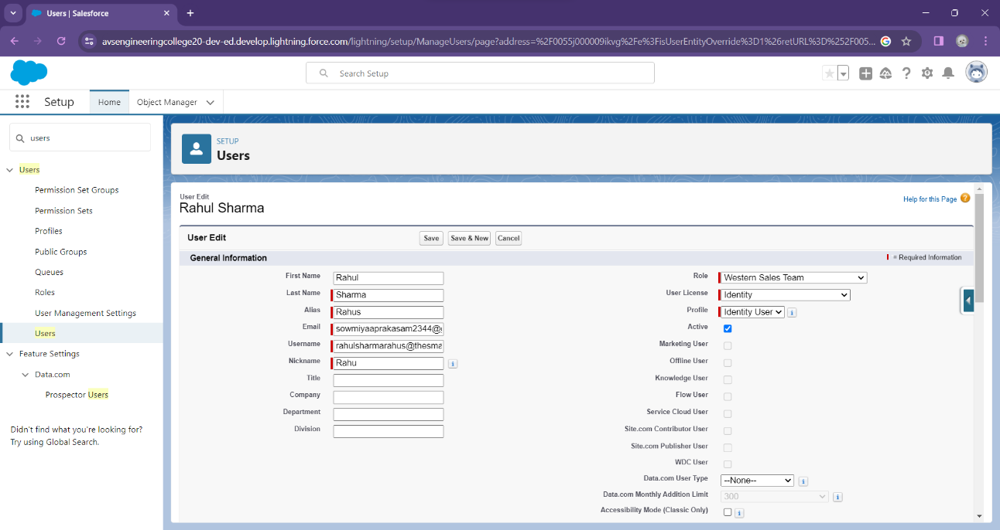 Users | Salesforce
avsengineeringcollege20-dev-ed.develop.lightning.force.com/lightning/setup/ManageUsers/page?address=%2F0055j000009ikvg%2Fe%3FisUserEntityOverride%3D1%26retURL%3D%252F005...
Search Setup
Setup
Home
Object Manager
users
Users
Permission Set Groups
Permission Sets
Profiles
Public Groups
Queues
Roles
User Management Settings
Users
Feature Settings
Data.com
Prospector Users
Didn't find what you're looking for?
Try using Global Search.
SETUP
Users
User Edit
Rahul Sharma
Help for this Page
User Edit
Save
Save & New
Cancel
General Information
= Required Information
First Name Rahul
Last Name Sharma
Alias Rahus
Email sowmiyaaprakasam2344@
Username rahulsharmarahus@thesma
Nickname Rahu
Title
Company
Department
Division
Role Western Sales Team
User License Identity
Profile Identity User
Active
Marketing User
Offline User
Knowledge User
Flow User
Service Cloud User
Site.com Contributor User
Site.com Publisher User
WDC User
Data.com User Type --None--
Data.com Monthly Addition Limit 300
Accessibility Mode (Classic Only)